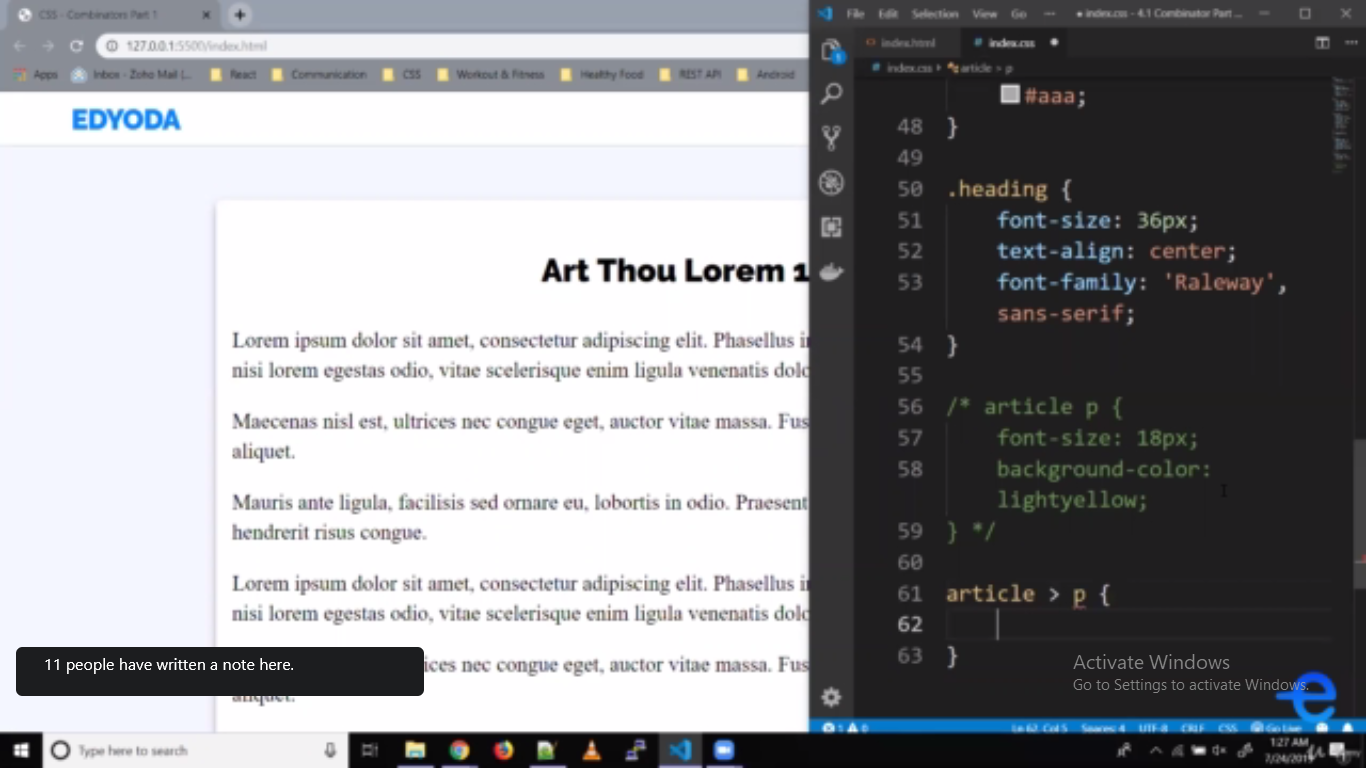 CSS - Combinators Part 1
127.0.0.1:5500/index.html
Apps
Inbox - Zoho Mail (...
React
Communication
CSS
Workout & Fitness
Healthy Food
REST API
Android
EDYODA
Art Thou Lorem 1
Lorem ipsum dolor sit amet, consectetur adipiscing elit. Phasellus i
nisi lorem egestas odio, vitae scelerisque enim ligula venenatis dolo
Maecenas nisl est, ultrices nec congue eget, auctor vitae massa. Fus
aliquet.
Mauris ante ligula, facilisis sed ornare eu, lobortis in odio. Praesent
hendrerit risus congue.
Lorem ipsum dolor sit amet, consectetur adipiscing elit. Phasellus i
nisi lorem egestas odio, vitae scelerisque enim ligula venenatis dolo
ices nec congue eget, auctor vitae massa. Fus
aliquet.
11 people have written a note here.
File Edit Selection View Go ··· ● index.css - 4.1 Combinator Part ...
index.html
# index.css ●
# index.css > article > p
#aaa;
48 }
49
50 .heading {
51 font-size: 36px;
52 text-align: center;
53 font-family: 'Raleway',
sans-serif;
54 }
55
56 /* article p {
57 font-size: 18px;
58 background-color:
lightyellow;
59 } */
60
61 article > p {
62
63 }
Activate Windows
Go to Settings to activate Windows.
1 0 Ln 62, Col 5 Spaces: 4 UTF-8 CRLF CSS Go Live
Type here to search
1:27 AM